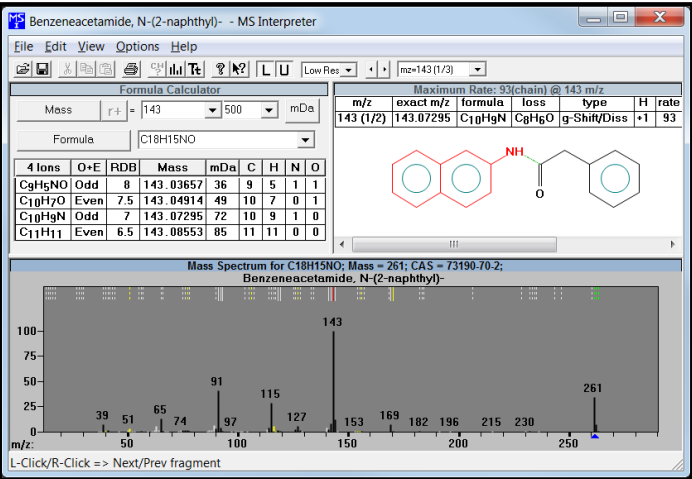 Benzeneacetamide, N-(2-naphthyl)- - MS Interpreter
File Edit View Options Help
L U Low Res mz=143 (1/3)
Formula Calculator
Mass r+ = 143 500 mDa
Formula C18H15NO
4 Ions O+E RDB Mass mDa C H N O
C9H5NO Odd 8 143.03657 36 9 5 1 1
C10H7O Even 7.5 143.04914 49 10 7 0 1
C10H9N Odd 7 143.07295 72 10 9 1 0
C11H11 Even 6.5 143.08553 85 11 11 0 0
Maximum Rate: 93(chain) @ 143 m/z
m/z exact m/z formula loss type H rate
143 (1/2) 143.07295 C10H9N C8H6O g-Shift/Diss +1 93
NH
O
Mass Spectrum for C18H15NO; Mass = 261; CAS = 73190-70-2;
Benzeneacetamide, N-(2-naphthyl)-
100
75
50
25
0
39 51 65 74 91 97 115 127 143 153 169 182 196 215 230 261
m/z: 50 100 150 200 250
L-Click/R-Click => Next/Prev fragment